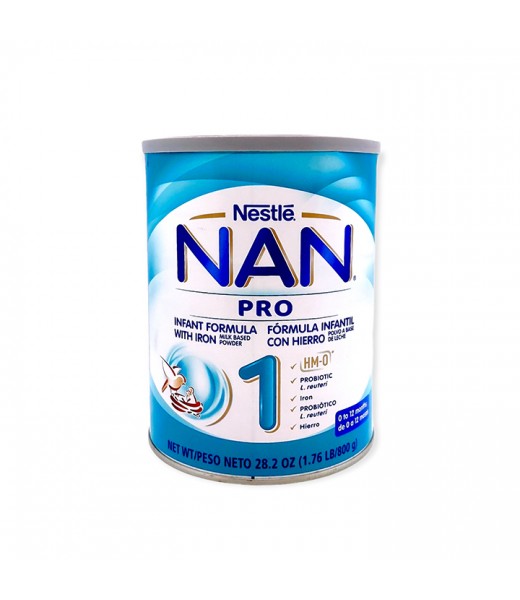 Nestlé
NAN®
PRO
INFANT FORMULA
WITH IRON MILK BASED POWDER
FÓRMULA INFANTIL
CON HIERRO POLVO A BASE DE LECHE
1
HM-O
✓ PROBIOTIC
L. reuteri
✓ Iron
✓ PROBIÓTICO
L. reuteri
✓ Hierro
0 to 12 months
de 0 a 12 meses
NET WT/PESO NETO 28.2 OZ (1.76 LB/800 g)